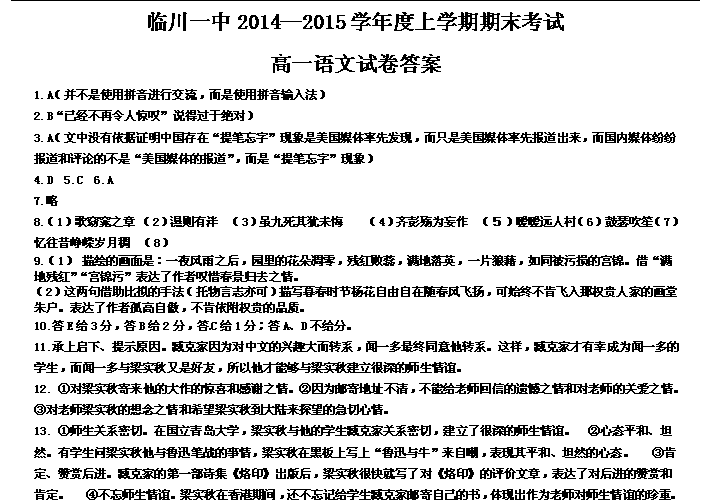 临川一中 2014—2015 学年度上学期期末考试
高一语文试卷答案
1.A（并不是使用拼音进行交流，而是使用拼音输入法）
2.B“已经不再令人惊叹”说得过于绝对）
3.A（文中没有依据证明中国存在“提笔忘字”现象是美国媒体率先发现，而只是美国媒体率先报道出来，而国内媒体纷纷
报道和评论的不是“美国媒体的报道”，而是“提笔忘字”现象）
4.D 5.C 6.A
7.略
8.（1）歌窈窕之章 （2）温则有泮 （3）虽九死其犹未悔 （4）齐彭殇为妄作 （5）暧暧远人村(6)鼓瑟吹笙(7)
忆往昔峥嵘岁月稠 （8）
9.（1） 描绘的画面是：一夜风雨之后，园里的花朵凋零，残红败蕊，满地落英，一片狼藉，如同被污损的宫锦。借“满
地残红”“宫锦污”表达了作者叹惜春景归去之情。
（2）这两句借助比拟的手法（托物言志亦可）描写暮春时节杨花自由自在随春风飞扬，可始终不肯飞入那权贵人家的画堂
朱户。表达了作者孤高自傲，不肯依附权贵的品质。
10.答 E 给 3 分，答 B 给 2 分，答.C 给 1 分；答 A、D 不给分。
11.承上启下、提示原因。臧克家因为对中文的兴趣大而转系，闻一多是终同意他转系。这样，臧克家才有幸成为闻一多的
学生，而闻一多与梁实秋又是好友，所以他才能够与梁实秋建立很深的师生情谊。
12. ①对梁实秋寄来他的大作的惊喜和感谢之情。②因为邮寄地址不清，不能给老师回信的遗憾之情和对老师的关爱之情。
③对老师梁实秋的想念之情和希望梁实秋到大陆来探望的急切心情。
13. ①师生关系密切。在国立青岛大学，梁实秋与他的学生臧克家关系密切，建立了很深的师生情谊。 ②心态平和、坦
然。有学生问梁实秋他与鲁迅笔战的事情，梁实秋在黑板上写上“鲁迅与牛”来自嘲，表现其平和、坦然的心态。 ③肯
定、赞赏后进。臧克家的第一部诗集《烙印》出版后，梁实秋很快就写了对《烙印》的评价文章，表达了对后进的赞赏和
肯定。 ④不忘师生情谊。梁实秋在香港期间，还不忘记给学生臧克家邮寄自己的书，体现出作为老师对师生情谊的珍重。